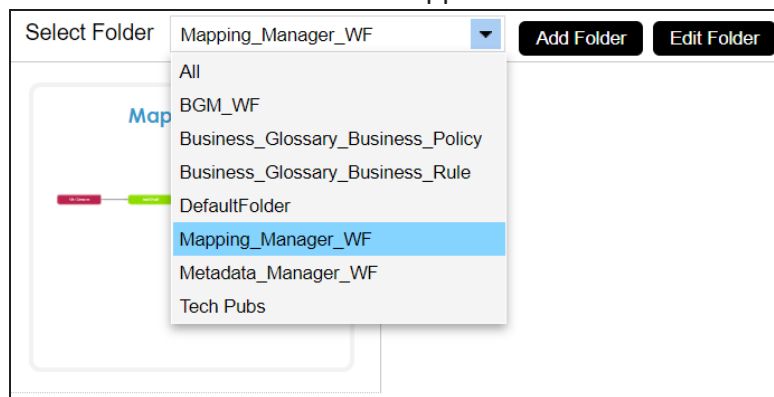 Select Folder Mapping_Manager_WF Add Folder Edit Folder
All
BGM_WF
Map
Business_Glossary_Business_Policy
Business_Glossary_Business_Rule
DefaultFolder
Mapping_Manager_WF
Metadata_Manager_WF
Tech Pubs